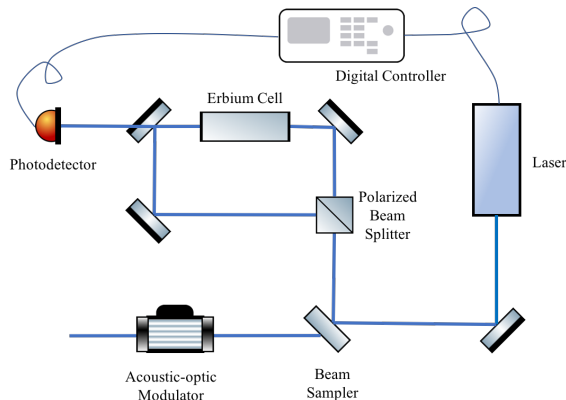 Digital Controller
Erbium Cell
Photodetector
Laser
Polarized
Beam
Splitter
Acoustic-optic
Modulator
Beam
Sampler